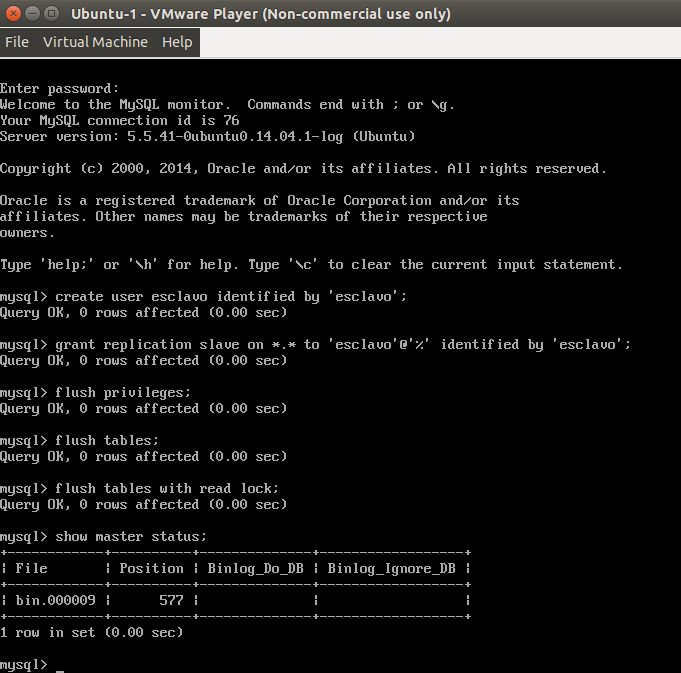 Ubuntu-1 - VMware Player (Non-commercial use only)
File Virtual Machine Help
Enter password:
Welcome to the MySQL monitor.  Commands end with ; or \g.
Your MySQL connection id is 76
Server version: 5.5.41-0ubuntu0.14.04.1-log (Ubuntu)
Copyright (c) 2000, 2014, Oracle and/or its affiliates. All rights reserved.
Oracle is a registered trademark of Oracle Corporation and/or its
affiliates. Other names may be trademarks of their respective
owners.
Type 'help;' or '\h' for help. Type '\c' to clear the current input statement.
mysql> create user esclavo identified by 'esclavo';
Query OK, 0 rows affected (0.00 sec)
mysql> grant replication slave on *.* to 'esclavo'@'%' identified by 'esclavo';
Query OK, 0 rows affected (0.00 sec)
mysql> flush privileges;
Query OK, 0 rows affected (0.00 sec)
mysql> flush tables;
Query OK, 0 rows affected (0.00 sec)
mysql> flush tables with read lock;
Query OK, 0 rows affected (0.00 sec)
mysql> show master status;
+------------+----------+--------------+------------------+
| File       | Position | Binlog_Do_DB | Binlog_Ignore_DB |
+------------+----------+--------------+------------------+
| bin.000009 |      577 |              |                  |
+------------+----------+--------------+------------------+
1 row in set (0.00 sec)
mysql> _